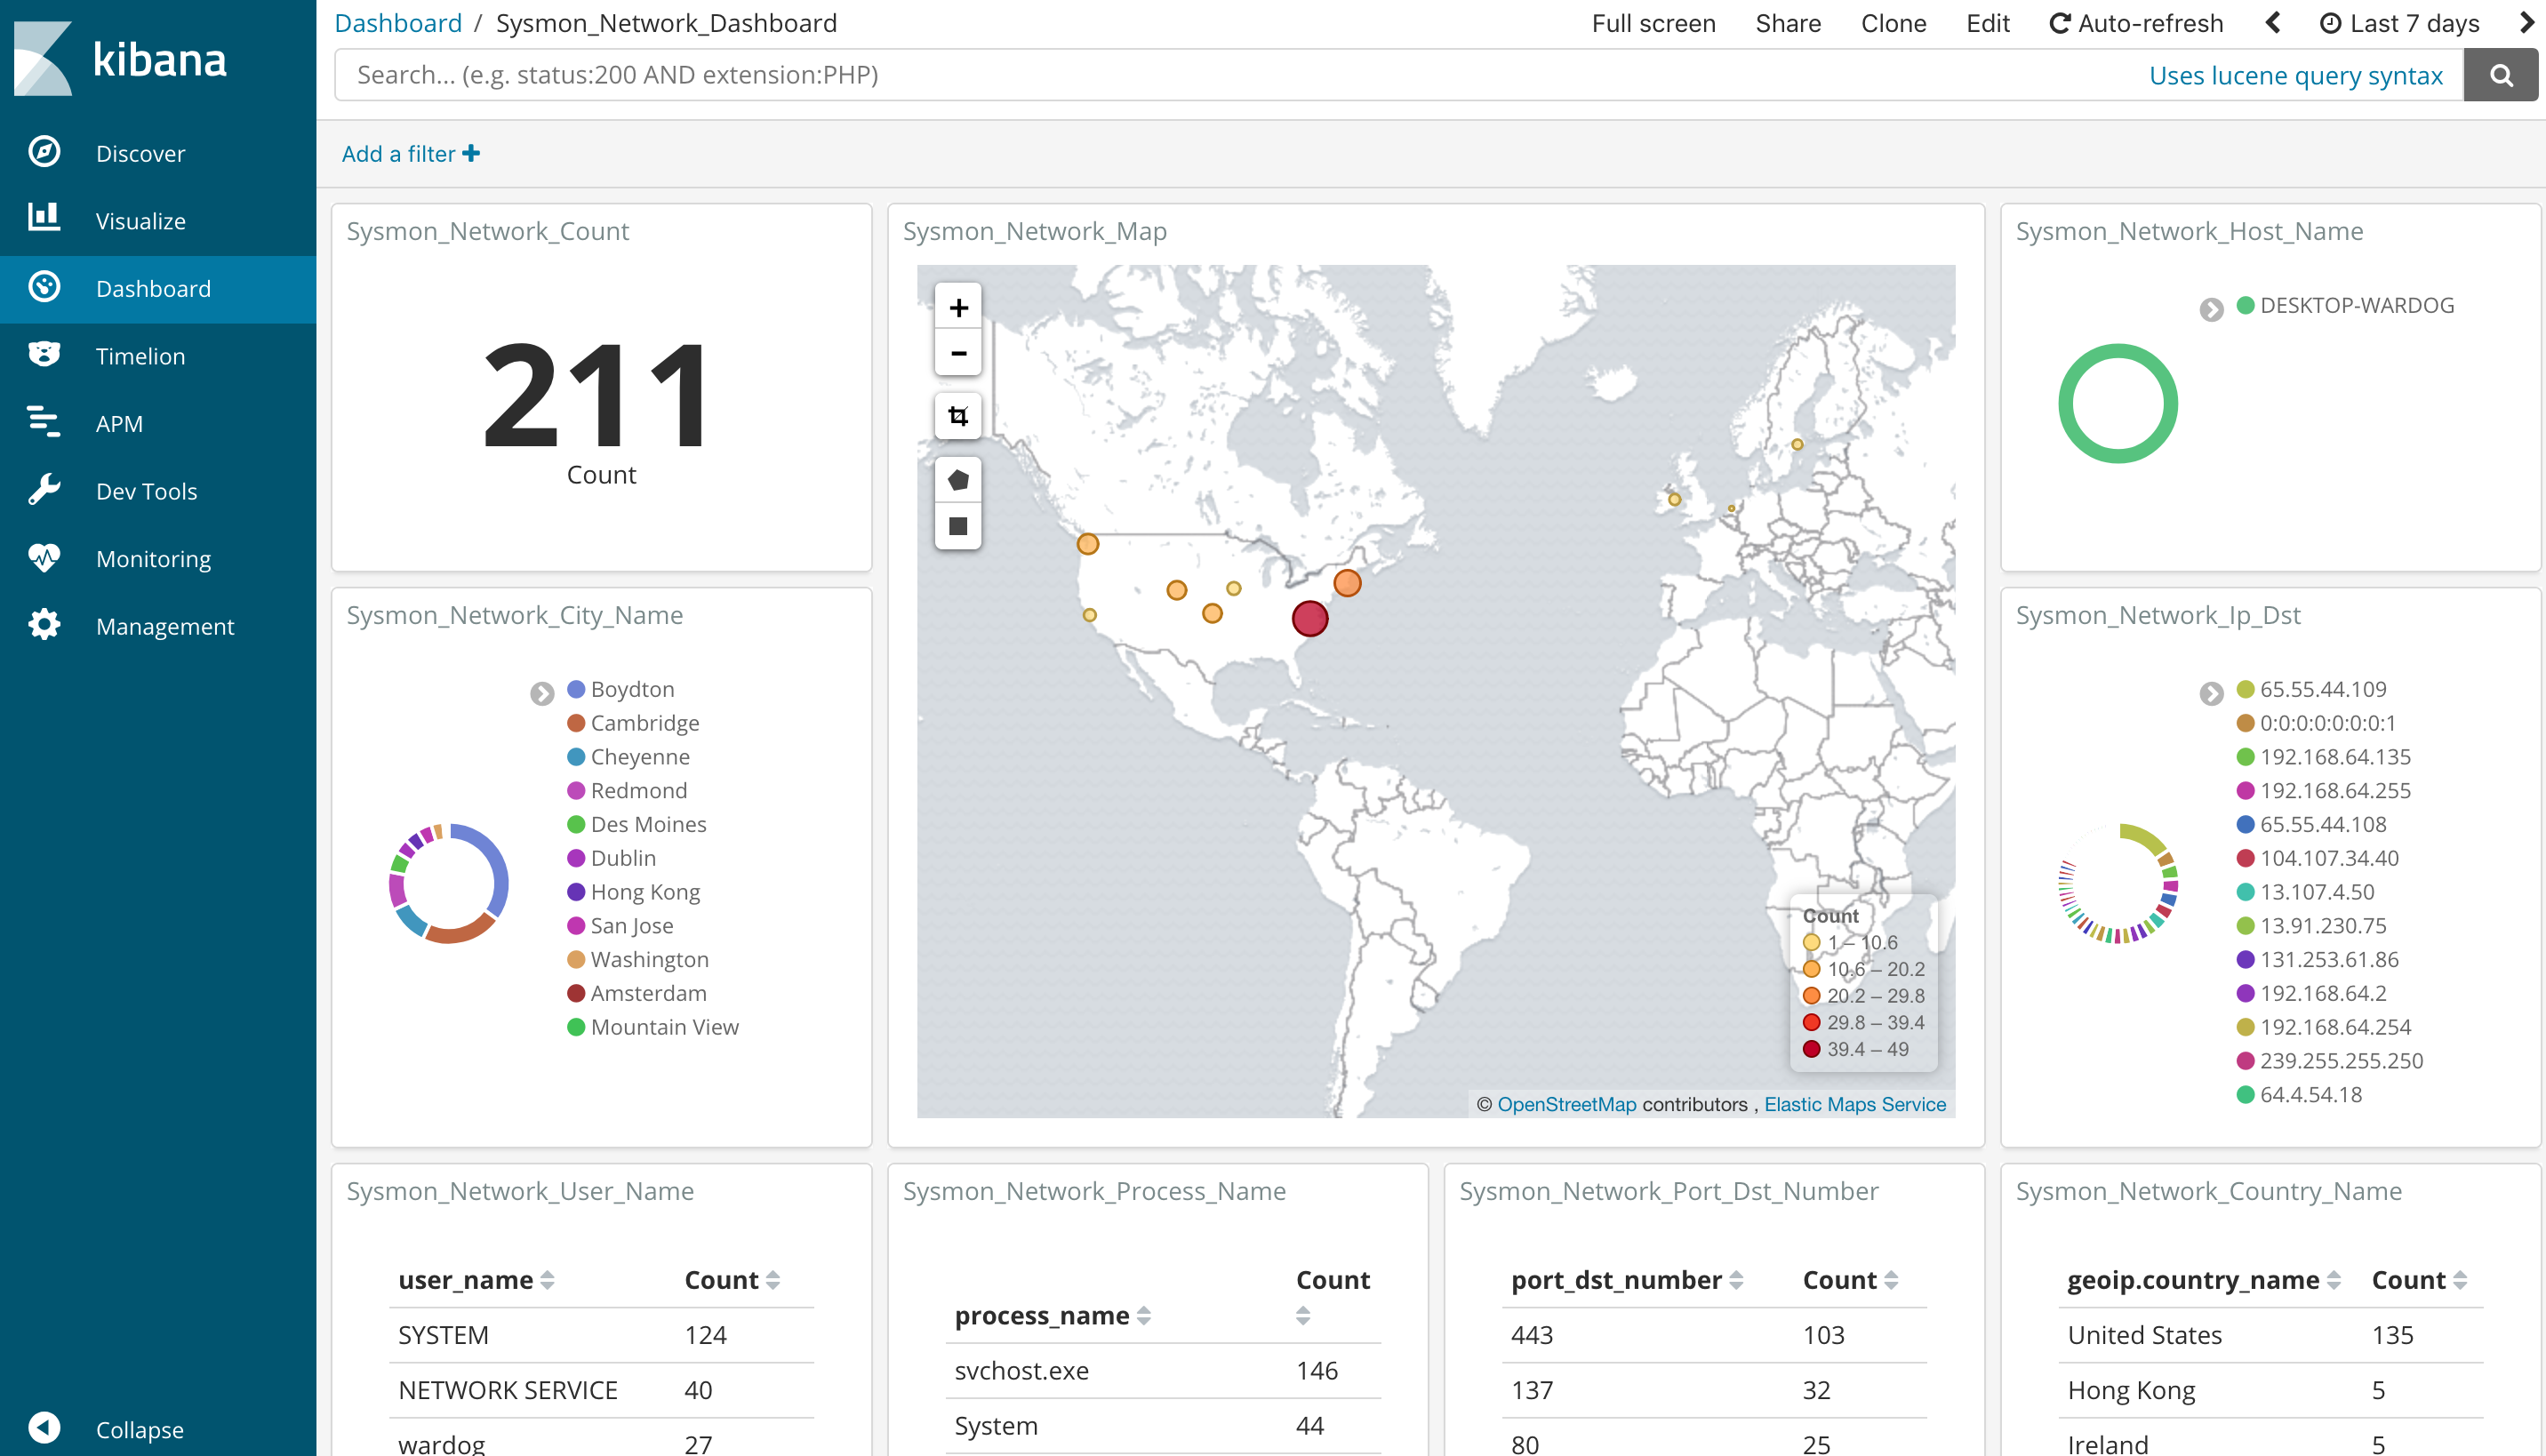 kibana
Discover
Visualize
Dashboard
Timelion
APM
Dev Tools
Monitoring
Management
Collapse
Dashboard / Sysmon_Network_Dashboard
Full screen Share Clone Edit Auto-refresh Last 7 days
Search... (e.g. status:200 AND extension:PHP) Uses lucene query syntax
Add a filter
Sysmon_Network_Count
211
Count
Sysmon_Network_Map
Count
1 – 10.6
10.6 – 20.2
20.2 – 29.8
29.8 – 39.4
39.4 – 49
© OpenStreetMap contributors , Elastic Maps Service
Sysmon_Network_Host_Name
DESKTOP-WARDOG
Sysmon_Network_City_Name
Boydton
Cambridge
Cheyenne
Redmond
Des Moines
Dublin
Hong Kong
San Jose
Washington
Amsterdam
Mountain View
Sysmon_Network_Ip_Dst
65.55.44.109
0:0:0:0:0:0:0:1
192.168.64.135
192.168.64.255
65.55.44.108
104.107.34.40
13.107.4.50
13.91.230.75
131.253.61.86
192.168.64.2
192.168.64.254
239.255.255.250
64.4.54.18
Sysmon_Network_User_Name
user_name Count
SYSTEM 124
NETWORK SERVICE 40
wardog 27
Sysmon_Network_Process_Name
process_name Count
svchost.exe 146
System 44
Sysmon_Network_Port_Dst_Number
port_dst_number Count
443 103
137 32
80 25
Sysmon_Network_Country_Name
geoip.country_name Count
United States 135
Hong Kong 5
Ireland 5